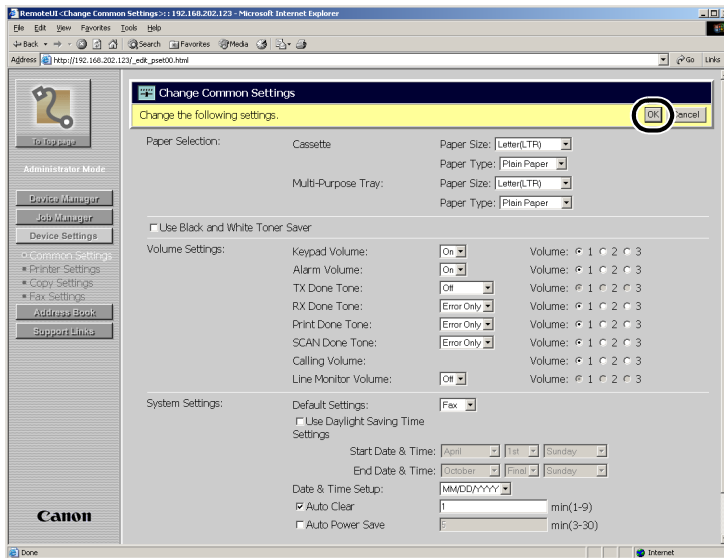 RemoteUI <Change Common Settings> : : 192.168.202.123 - Microsoft Internet Explorer
File Edit View Favorites Tools Help
Back Search Favorites Media
Address http://192.168.202.123/_edit_pset00.html Go Links
Change Common Settings
Change the following settings. OK Cancel
To Top page
Administrator Mode
Device Manager
Job Manager
Device Settings
Common Settings
Printer Settings
Copy Settings
Fax Settings
Address Book
Support Links
Canon
Paper Selection: Cassette Paper Size: Letter(LTR)
Paper Type: Plain Paper
Multi-Purpose Tray: Paper Size: Letter(LTR)
Paper Type: Plain Paper
Use Black and White Toner Saver
Volume Settings: Keypad Volume: On Volume: 1 2 3
Alarm Volume: On Volume: 1 2 3
TX Done Tone: Off Volume: 1 2 3
RX Done Tone: Error Only Volume: 1 2 3
Print Done Tone: Error Only Volume: 1 2 3
SCAN Done Tone: Error Only Volume: 1 2 3
Calling Volume: Volume: 1 2 3
Line Monitor Volume: Off Volume: 1 2 3
System Settings: Default Settings: Fax
Use Daylight Saving Time
Settings
Start Date & Time: April 1st Sunday
End Date & Time: October Final Sunday
Date & Time Setup: MM/DD/YYYY
Auto Clear 1 min(1-9)
Auto Power Save 5 min(3-30)
Done Internet